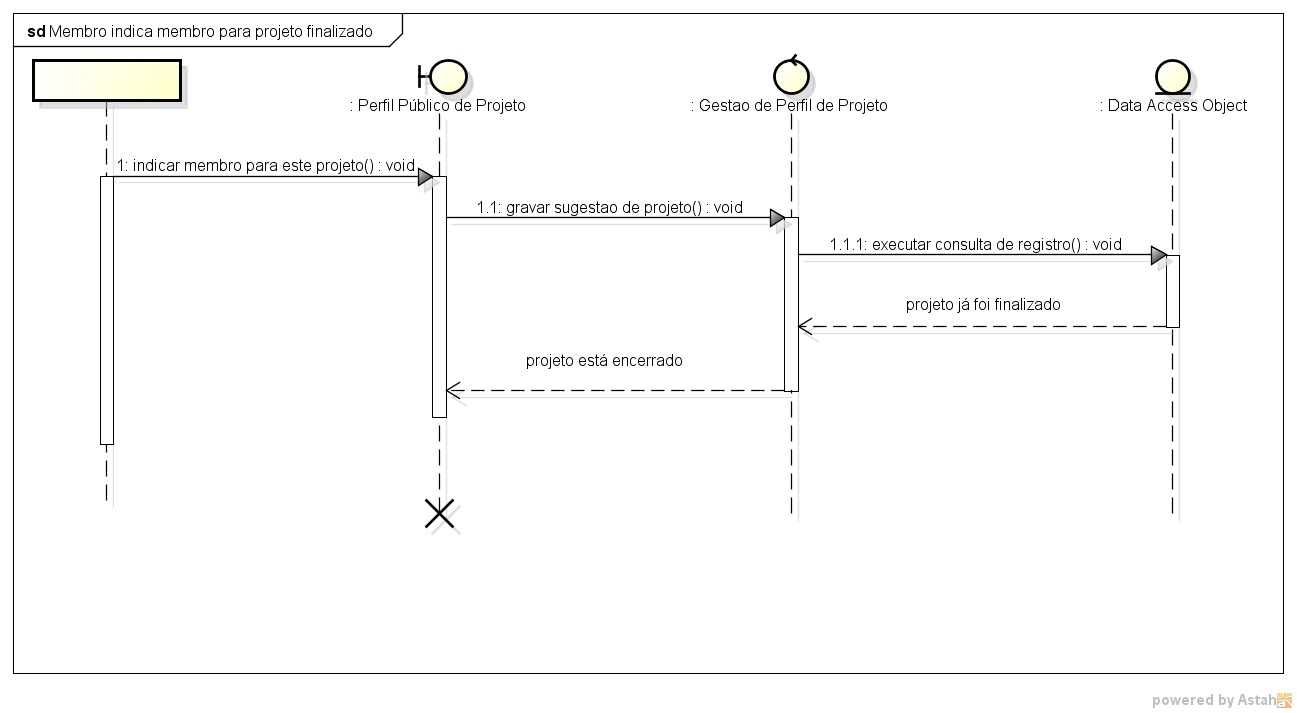 sd Membro indica membro para projeto finalizado
: Perfil Público de Projeto
: Gestao de Perfil de Projeto
: Data Access Object
1: indicar membro para este projeto() : void
1.1: gravar sugestao de projeto() : void
1.1.1: executar consulta de registro() : void
projeto já foi finalizado
projeto está encerrado
powered by Astah